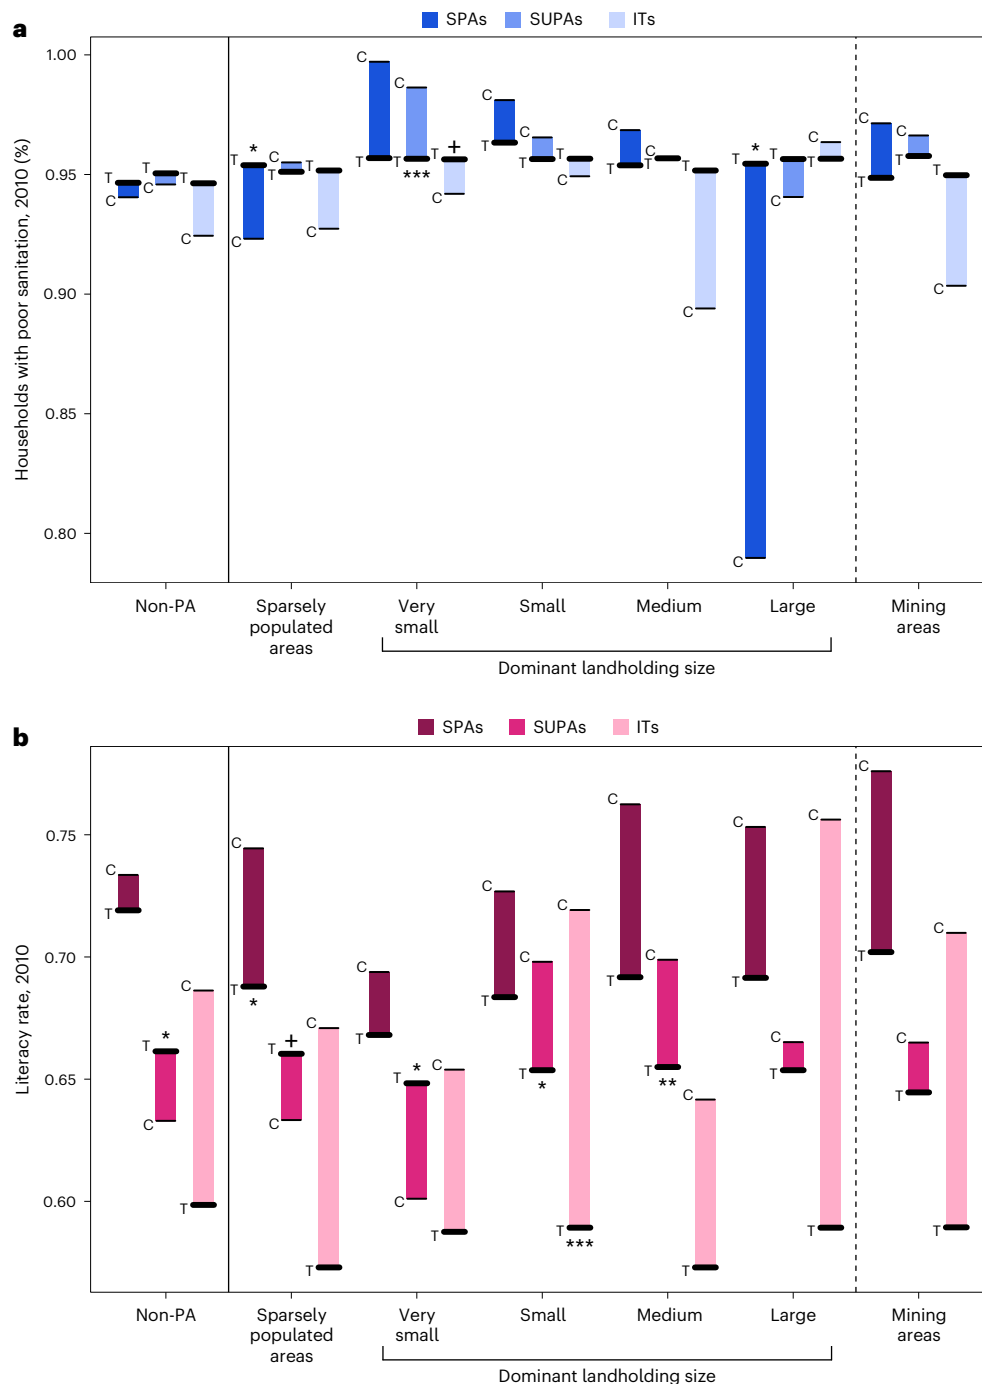 a
SPAs SUPAs ITs
Households with poor sanitation, 2010 (%)
1.00
0.95
0.90
0.85
0.80
T C T C T C
T C * C T T C
C T C T *** T C +
C T C T T C
C T C T T C
T C * T C C T
C T C T T C
Non-PA
Sparsely
populated
areas
Very
small
Small
Medium
Large
Mining
areas
Dominant landholding size
b
SPAs SUPAs ITs
Literacy rate, 2010
0.75
0.70
0.65
0.60
C T T C * C T
C T * T C + C T
C T T C * C T
C T C T * C T ***
C T C T ** C T
C T C T C T
C T C T C T
Non-PA
Sparsely
populated
areas
Very
small
Small
Medium
Large
Mining
areas
Dominant landholding size